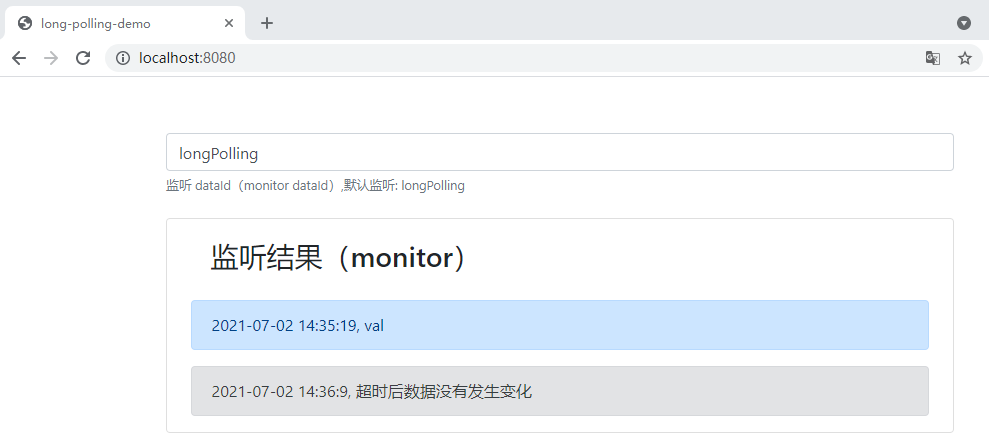 long-polling-demo
localhost:8080
longPolling
监听 dataId（monitor dataId）,默认监听: longPolling
监听结果（monitor）
2021-07-02 14:35:19, val
2021-07-02 14:36:9, 超时后数据没有发生变化